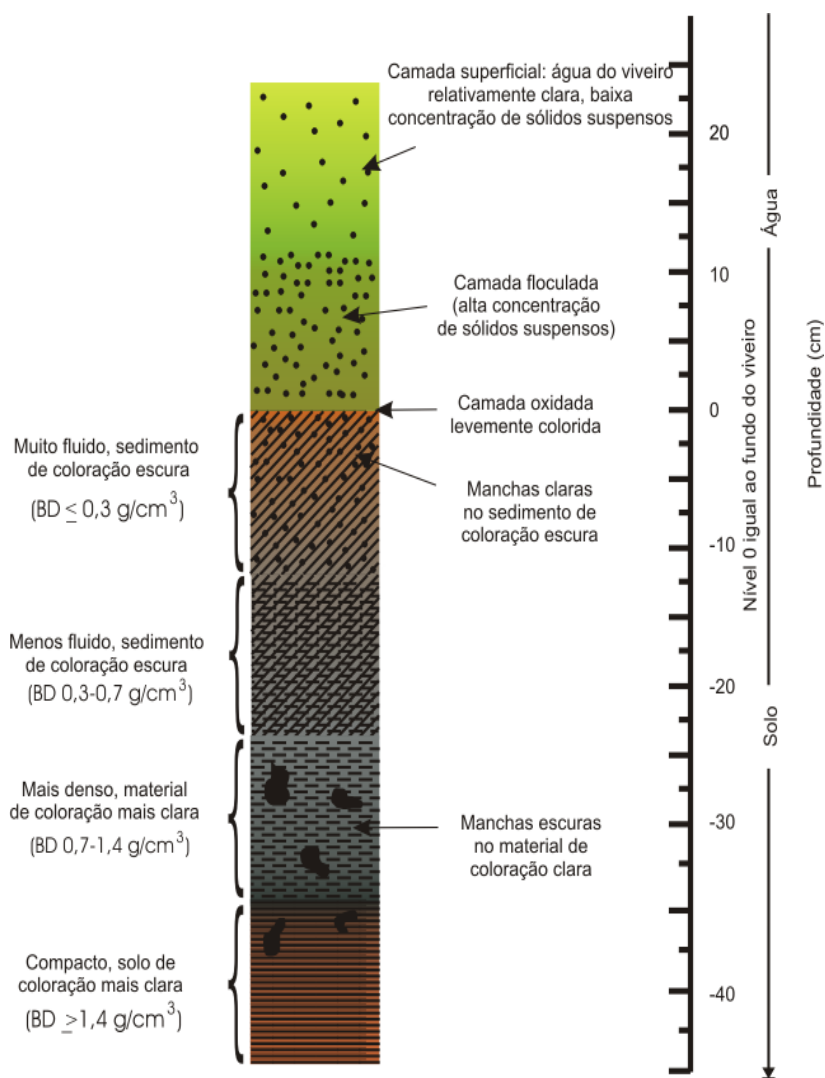 Camada superficial: água do viveiro
relativamente clara, baixa
concentração de sólidos suspensos
Camada floculada
(alta concentração
de sólidos suspensos)
Camada oxidada
levemente colorida
Manchas claras
no sedimento de
coloração escura
Manchas escuras
no material de
coloração clara
Muito fluido, sedimento
de coloração escura
(BD ≤ 0,3 g/cm³)
Menos fluido, sedimento
de coloração escura
(BD 0,3-0,7 g/cm³)
Mais denso, material
de coloração mais clara
(BD 0,7-1,4 g/cm³)
Compacto, solo de
coloração mais clara
(BD ≥1,4 g/cm³)
20
10
0
-10
-20
-30
-40
Nível 0 igual ao fundo do viveiro
Água
Solo
Profundidade (cm)